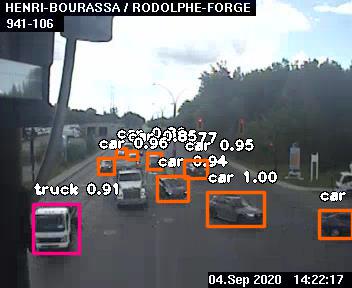 HENRI-BOURASSA / RODOLPHE-FORGE
941-106
car
car 0.96
car 0.95
car 0.94
truck 0.91
car 1.00
car
04.Sep 2020 14:22:17